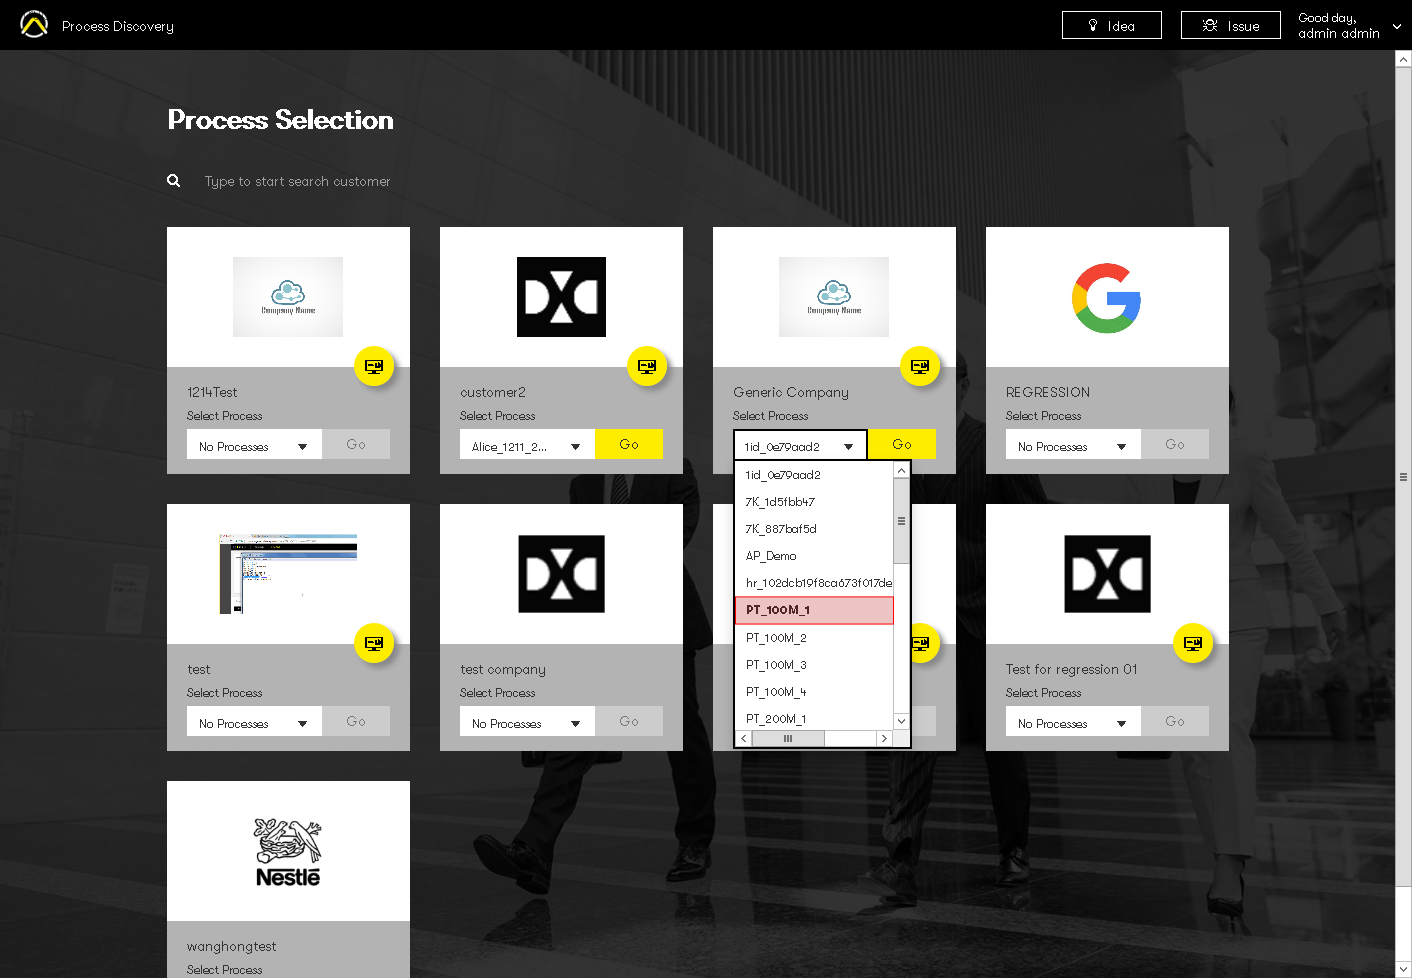 Process Discovery
Idea
Issue
Good day,
admin admin
Process Selection
Type to start search customer
Company Name
1214Test
Select Process
No Processes
Go
DXC
customer2
Select Process
Alice_1211_2...
Go
Company Name
Generic Company
Select Process
1id_0e79aad2
Go
1id_0e79aad2
7K_1d5fbb47
7K_887baf5d
AP_Demo
hr_102dcb19f8ca673f017de
PT_100M_1
PT_100M_2
PT_100M_3
PT_100M_4
PT_200M_1
REGRESSION
Select Process
No Processes
Go
test
Select Process
No Processes
Go
DXC
test company
Select Process
No Processes
Go
DXC
Test for regression 01
Select Process
No Processes
Go
Nestlé
wanghongtest
Select Process